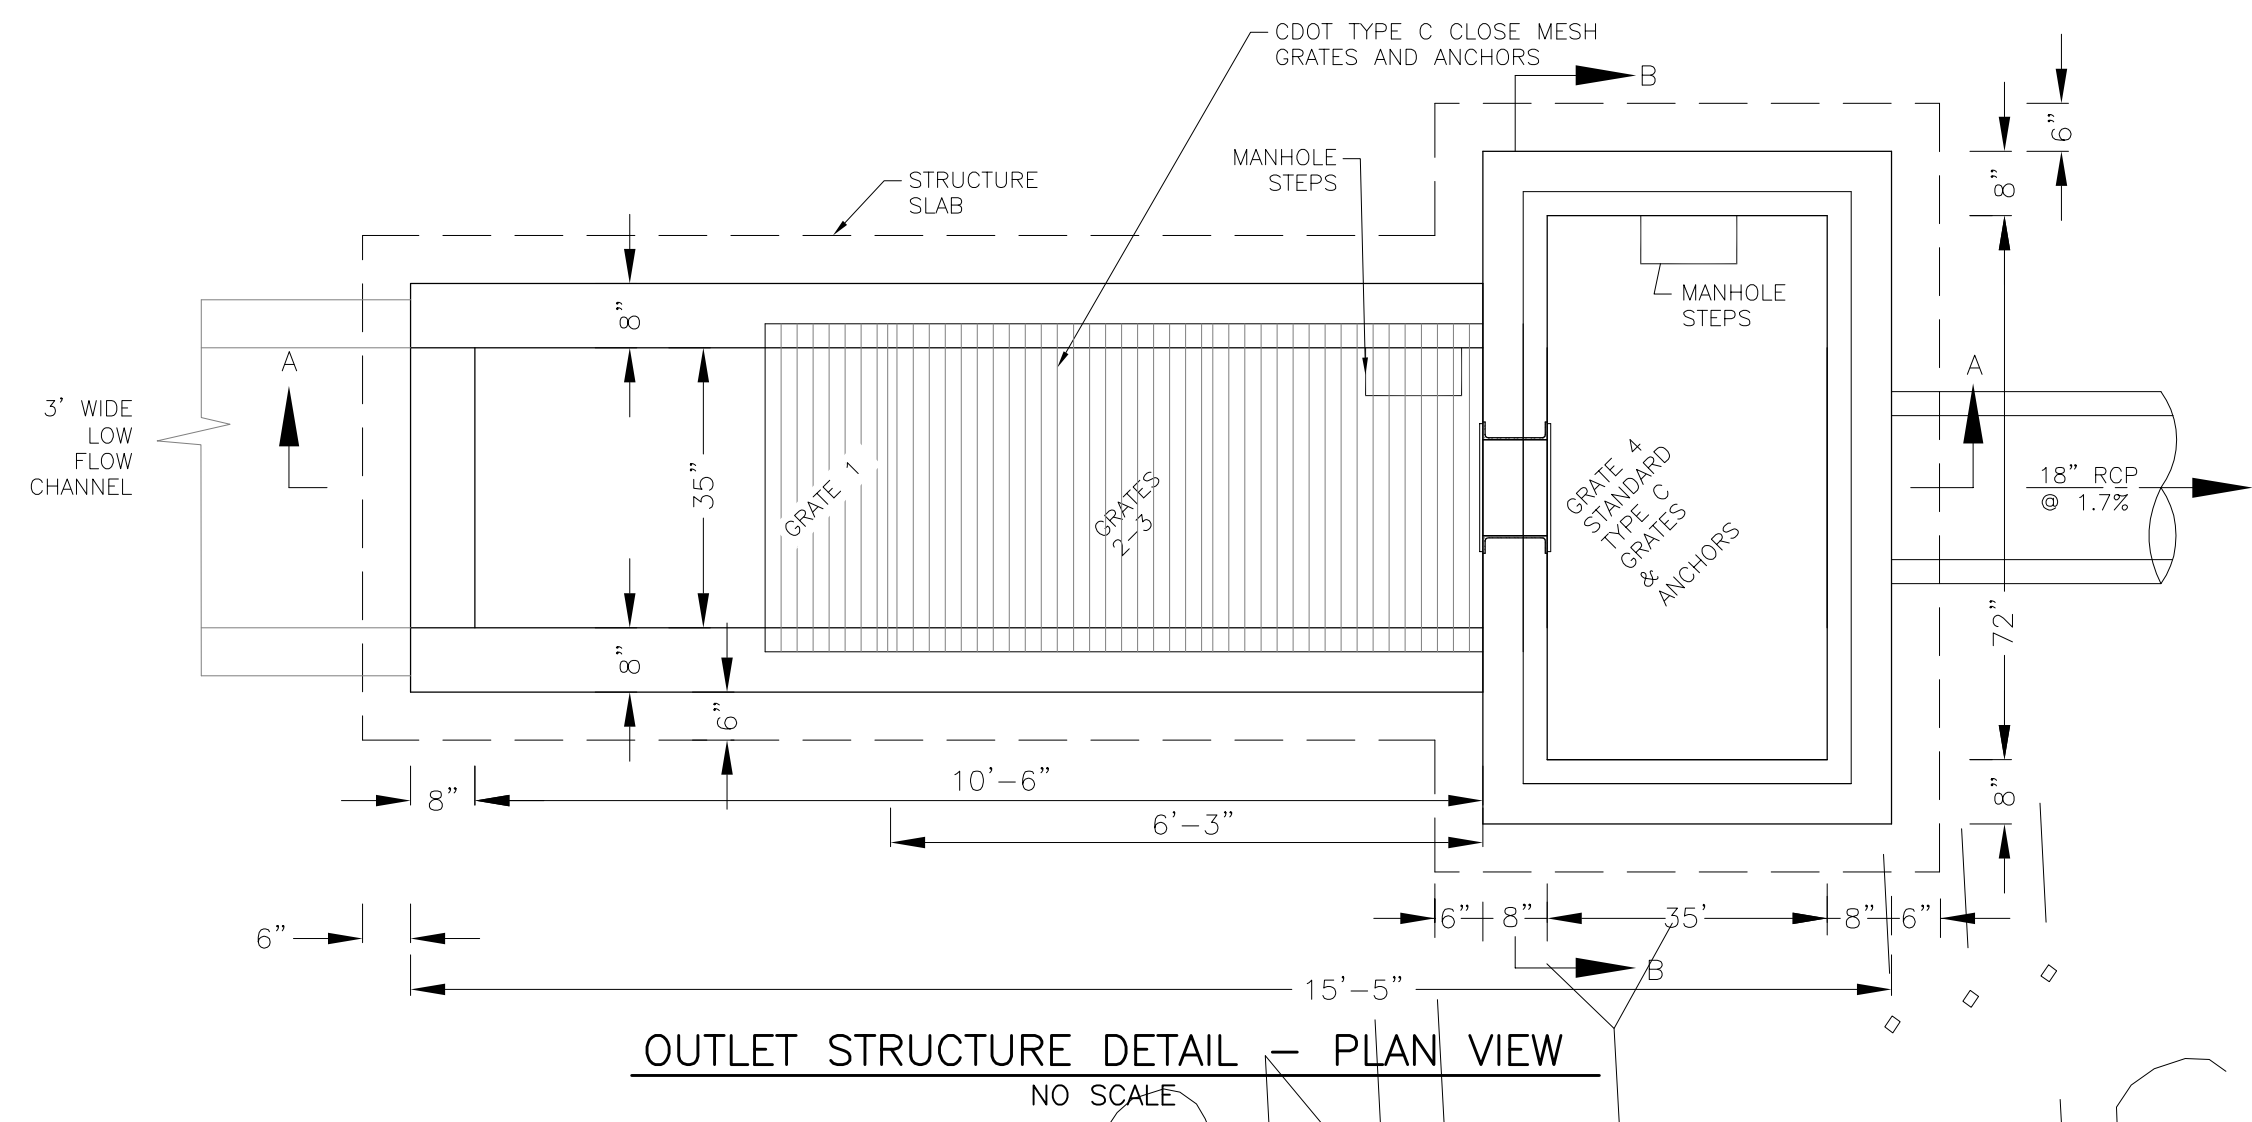 CDOT TYPE C CLOSE MESH
GRATES AND ANCHORS
B
6"
8"
MANHOLE
STEPS
STRUCTURE
SLAB
8"
MANHOLE
STEPS
A
A
3' WIDE
LOW
FLOW
CHANNEL
35"
GRATE 1
GRATES
2-3
GRATE 4
STANDARD
TYPE C
GRATES
&
ANCHORS
18" RCP
@ 1.7%
72"
8"
6"
10'-6"
8"
6'-3"
8"
6"
8"
35'
8"
6"
6"
B
15'-5"
OUTLET STRUCTURE DETAIL - PLAN VIEW
NO SCALE